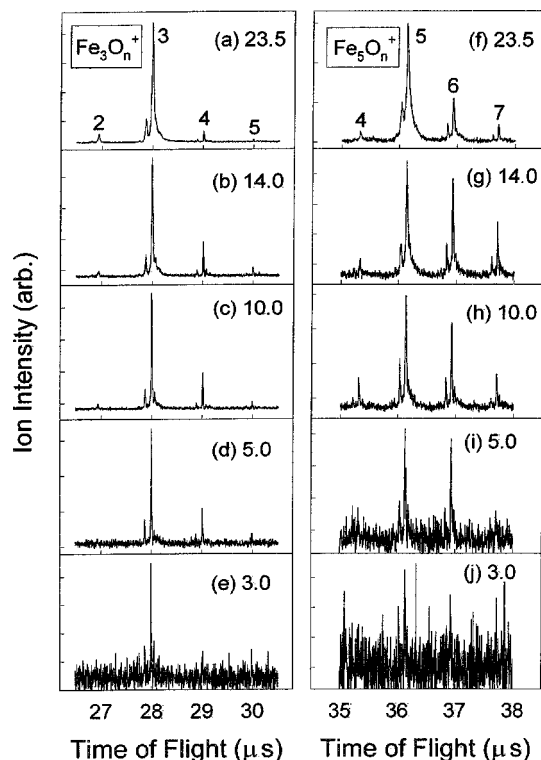 Ion Intensity (arb.)
Fe₃Oₙ⁺
(a) 23.5
2
3
4
5
(b) 14.0
(c) 10.0
(d) 5.0
(e) 3.0
27 28 29 30
Time of Flight (μs)
Fe₅Oₙ⁺
(f) 23.5
4
5
6
7
(g) 14.0
(h) 10.0
(i) 5.0
(j) 3.0
35 36 37 38
Time of Flight (μs)